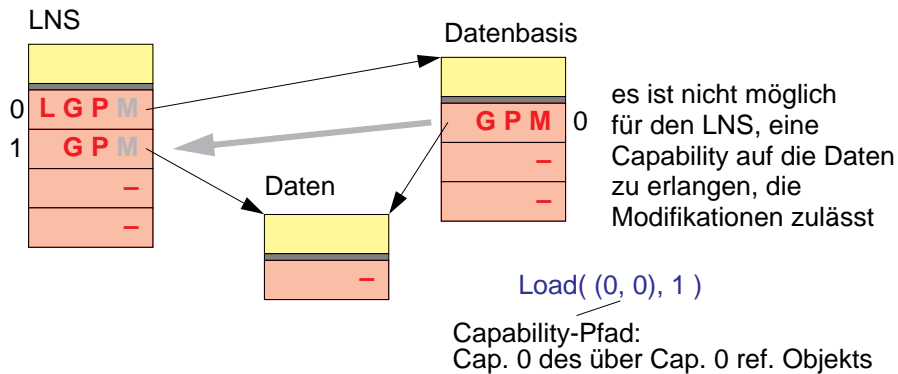 LNS
Datenbasis
0 L G P M
G P M 0
1 G P M
–
–
–
–
Daten
–
es ist nicht möglich
für den LNS, eine
Capability auf die Daten
zu erlangen, die
Modifikationen zulässt
Load( (0, 0), 1 )
Capability-Pfad:
Cap. 0 des über Cap. 0 ref. Objekts